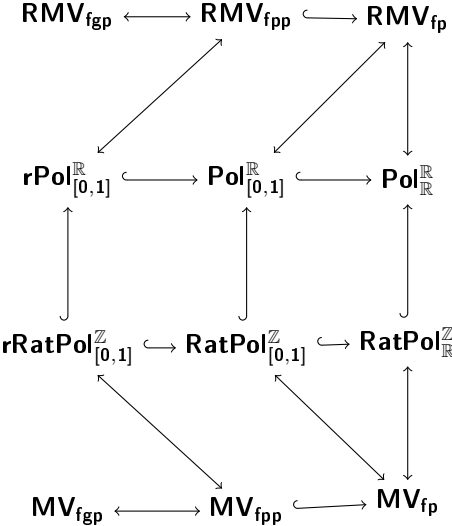 RMV_fgp RMV_fpp RMV_fp
rPol^ℝ_[0,1] Pol^ℝ_[0,1] Pol^ℝ_ℝ
rRatPol^ℤ_[0,1] RatPol^ℤ_[0,1] RatPol^ℤ_ℝ
MV_fgp MV_fpp MV_fp